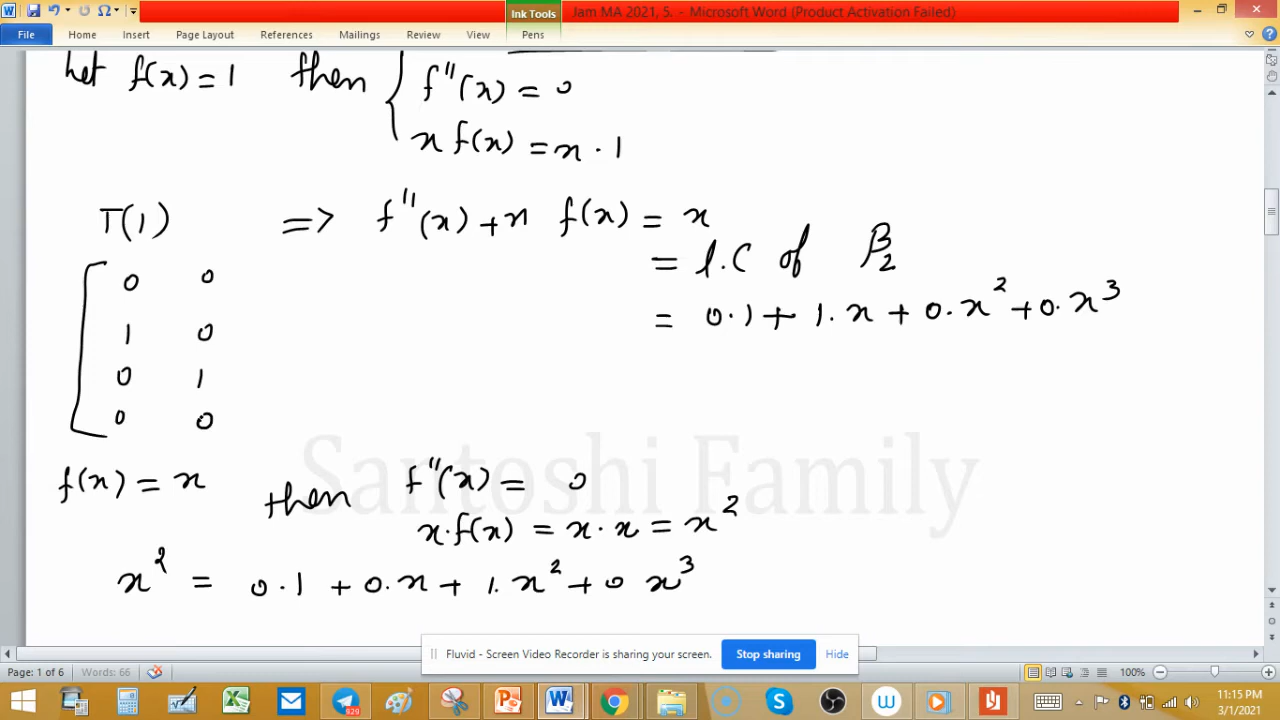 Ink Tools
Jam MA 2021, 5. - Microsoft Word (Product Activation Failed)
File Home Insert Page Layout References Mailings Review View Pens
Let f(x) = 1 then { f''(x) = 0
x f(x) = x · 1
T(1) => f''(x) + x f(x) = x
= l.C of β₂
= 0·1 + 1·x + 0·x² + 0·x³
[ 0 0
1 0
0 1
0 0
f(x) = x then f''(x) = 0
x·f(x) = x·x = x²
x² = 0·1 + 0·x + 1·x² + 0 x³
Santoshi Family
Fluvid - Screen Video Recorder is sharing your screen. Stop sharing Hide
Page: 1 of 6 Words: 66 100%
929
11:15 PM
3/1/2021